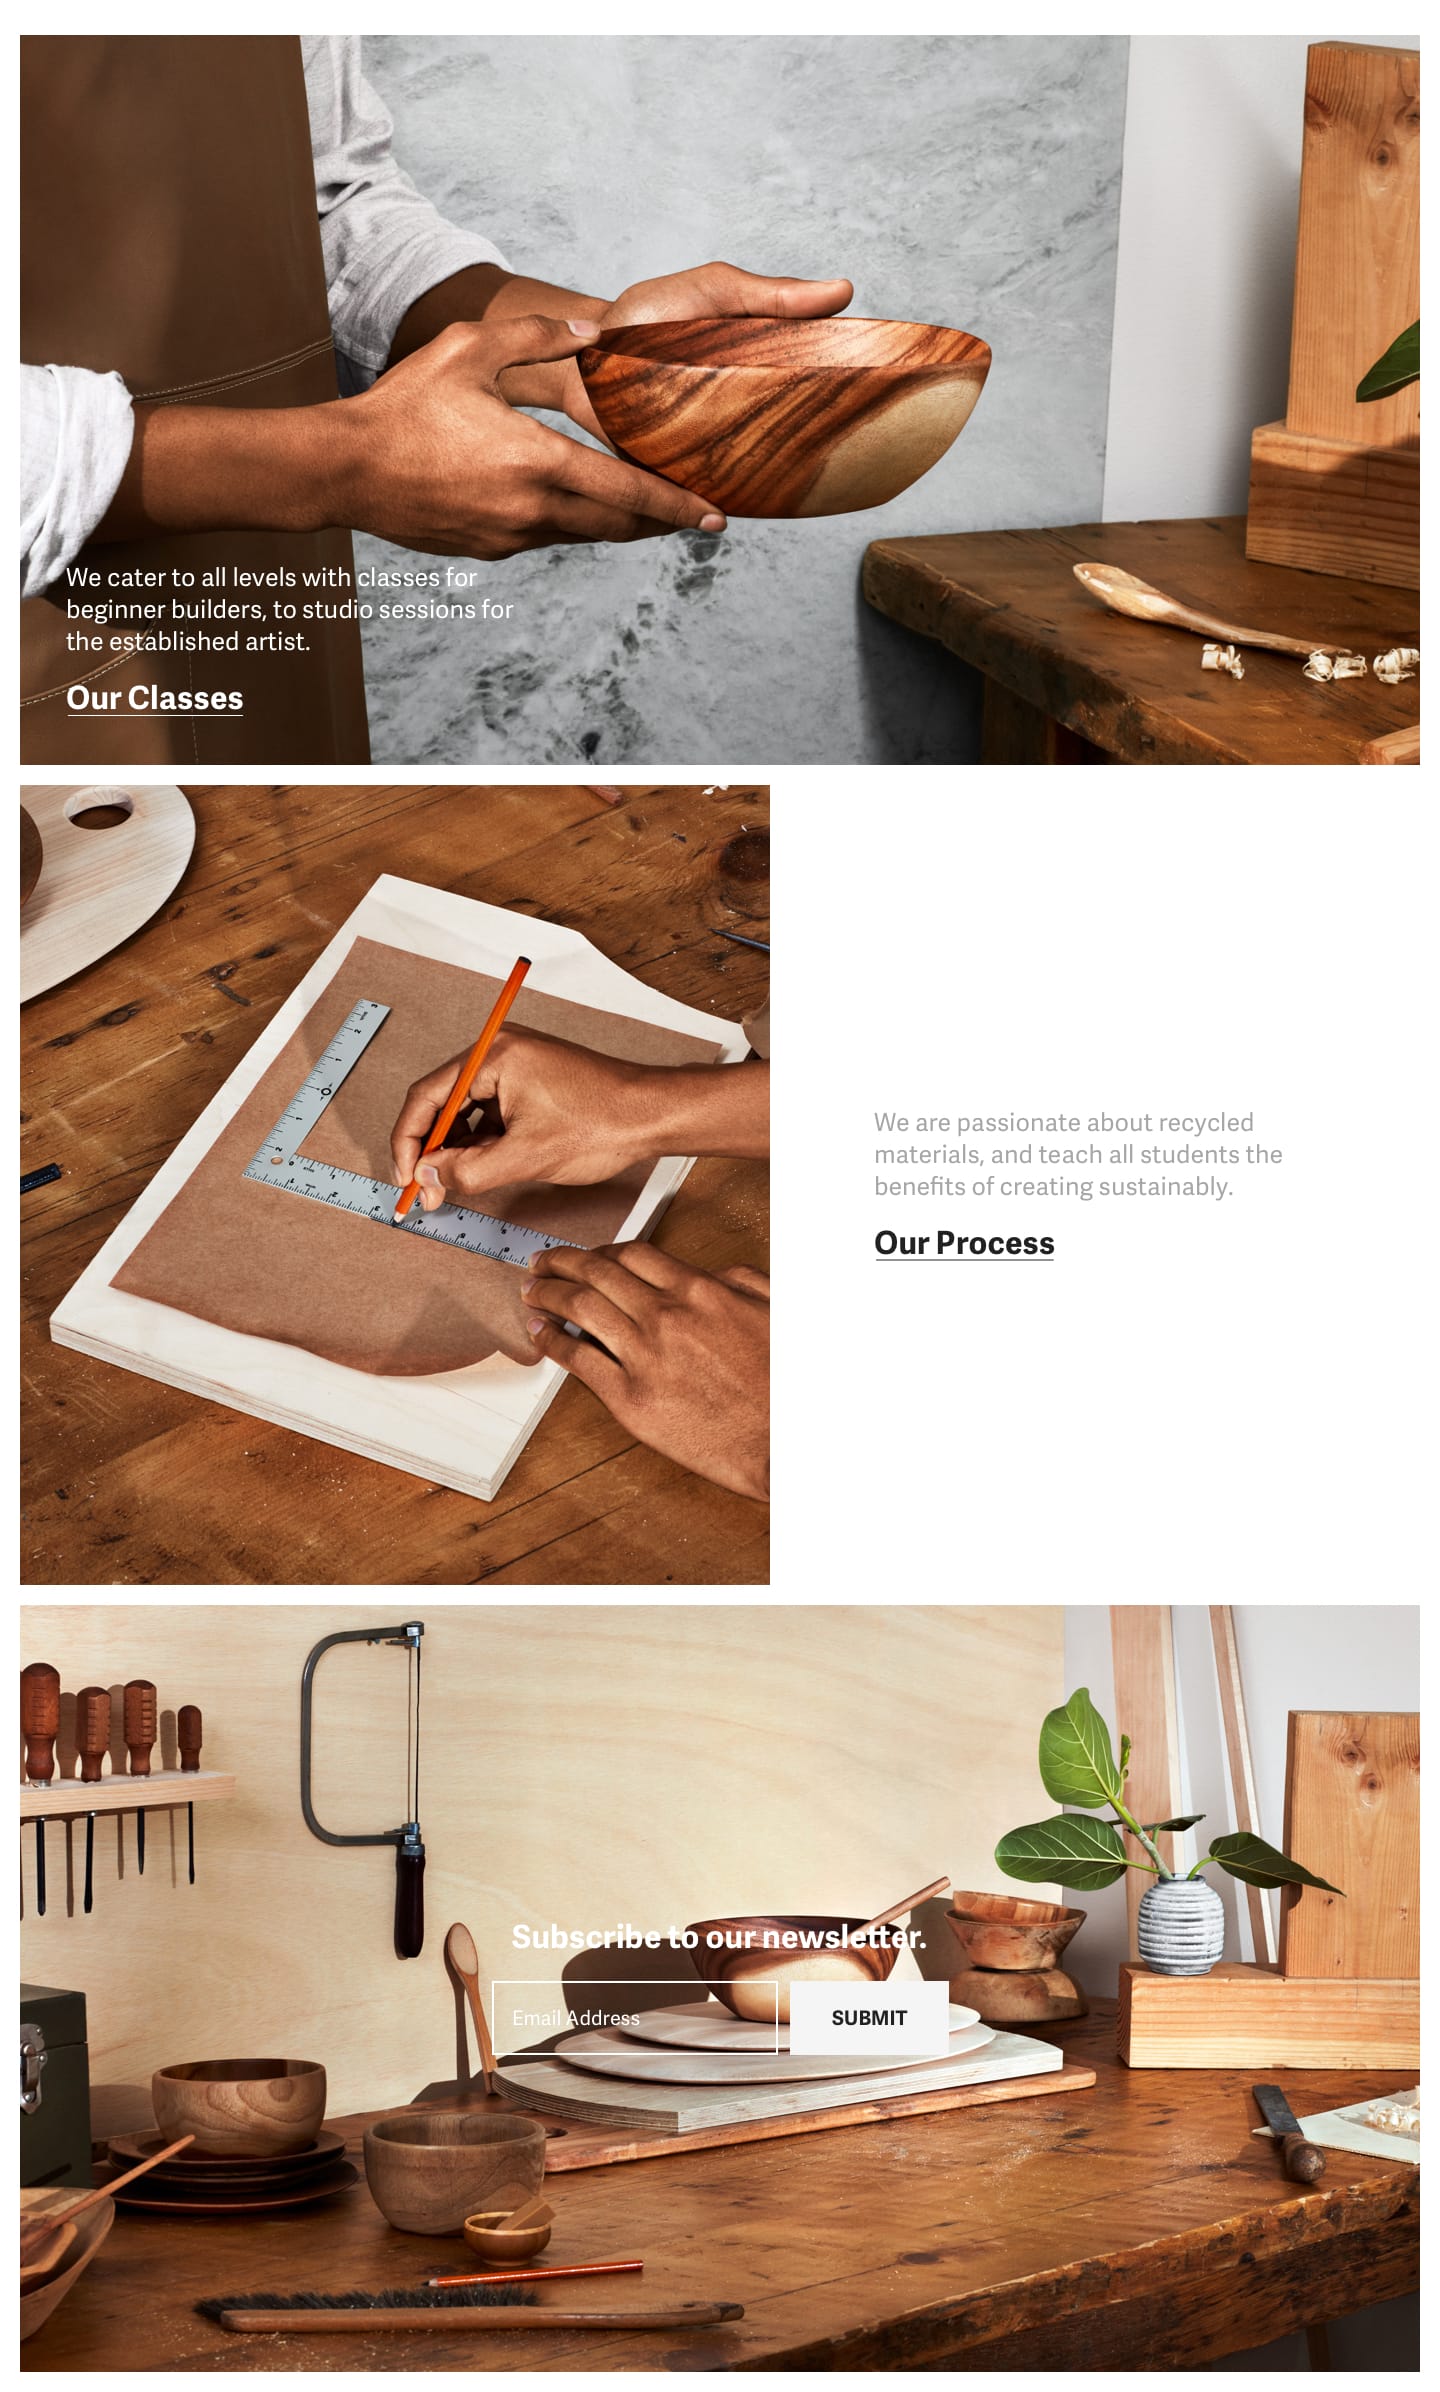 We cater to all levels with classes for
beginner builders, to studio sessions for
the established artist.
Our Classes
We are passionate about recycled
materials, and teach all students the
benefits of creating sustainably.
Our Process
Subscribe to our newsletter.
Email Address
SUBMIT